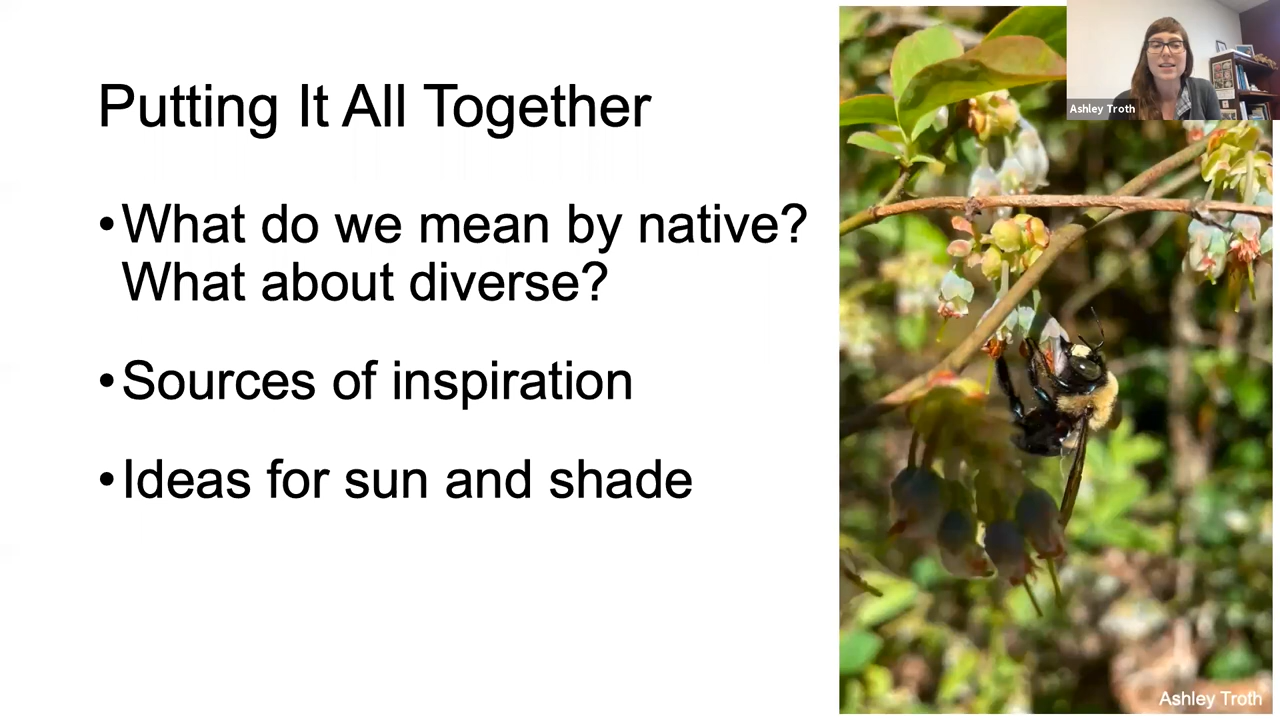 Putting It All Together
•What do we mean by native?
What about diverse?
•Sources of inspiration
•Ideas for sun and shade
Ashley Troth
Ashley Troth